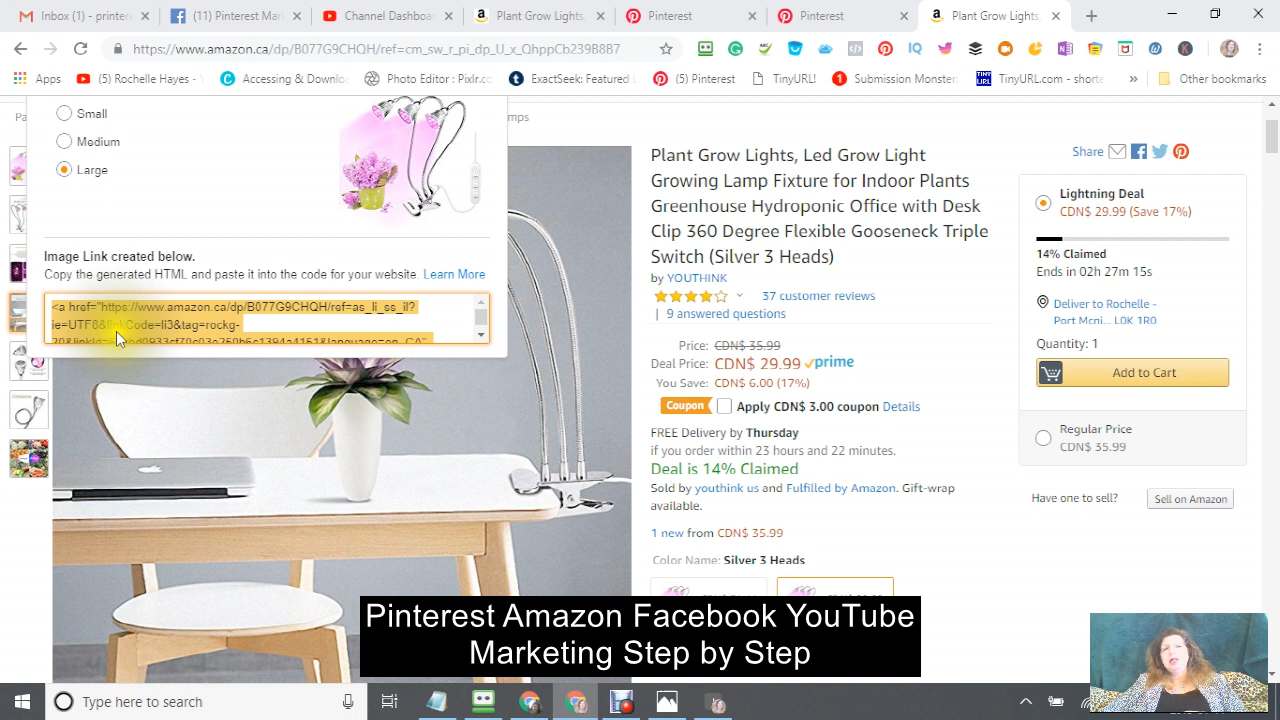 Inbox (1) - rmhayes
(11) Pinterest Mark
Channel Dashboard
Plant Grow Lights,
Pinterest
Pinterest
Plant Grow Lights,
https://www.amazon.ca/dp/B077G9CHQH/ref=cm_sw_r_pi_dp_U_x_QhppCb239B8B7
Apps
(5) Rochelle Hayes -
Accessing & Downlo
Photo Editor : Pixlr.c
ExactSeek: Featured
(5) Pinterest
TinyURL!
Submission Monster
TinyURL.com - shorte
Other bookmarks
Small
Medium
Large
Image Link created below.
Copy the generated HTML and paste it into the code for your website. Learn More
<a href="https://www.amazon.ca/dp/B077G9CHQH/ref=as_li_ss_il?
ie=UTF8&
Code=li3&tag=rockg-
mps
Share
Plant Grow Lights, Led Grow Light
Growing Lamp Fixture for Indoor Plants
Greenhouse Hydroponic Office with Desk
Clip 360 Degree Flexible Gooseneck Triple
Switch (Silver 3 Heads)
by YOUTHINK
37 customer reviews
| 9 answered questions
Price: CDN$ 35.99
Deal Price: CDN$ 29.99 prime
You Save: CDN$ 6.00 (17%)
Coupon Apply CDN$ 3.00 coupon Details
FREE Delivery by Thursday
if you order within 23 hours and 22 minutes.
Deal is 14% Claimed
Sold by youthink us and Fulfilled by Amazon. Gift-wrap
available.
1 new from CDN$ 35.99
Color Name: Silver 3 Heads
Lightning Deal
CDN$ 29.99 (Save 17%)
14% Claimed
Ends in 02h 27m 15s
Deliver to Rochelle -
Port Mcni... L0K 1R0
Quantity: 1
Add to Cart
Regular Price
CDN$ 35.99
Have one to sell?
Sell on Amazon
Pinterest Amazon Facebook YouTube
Marketing Step by Step
Type here to search